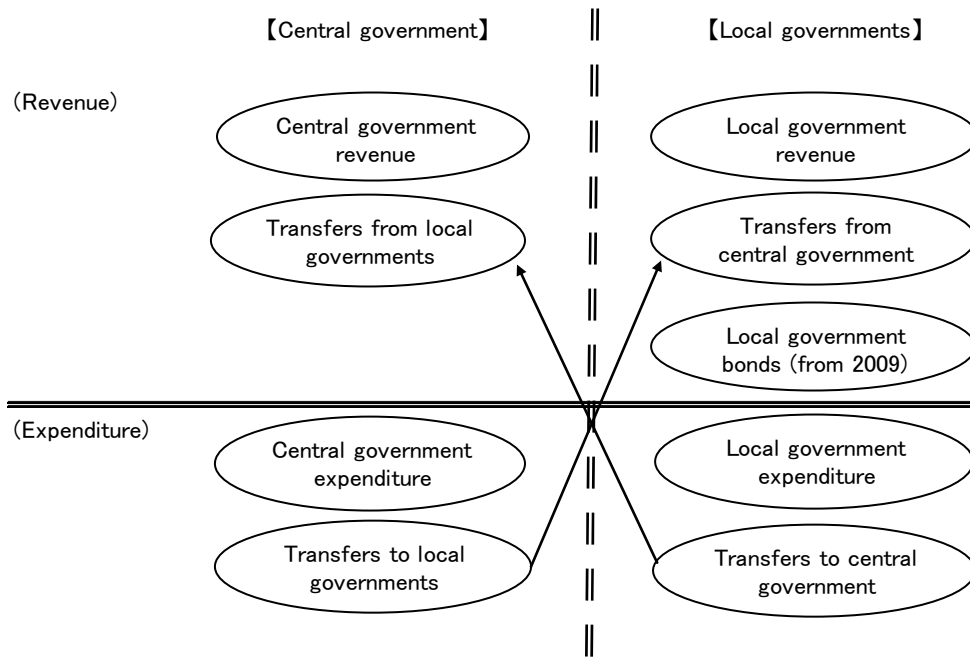 【Central government】
【Local governments】
(Revenue)
Central government
revenue
Local government
revenue
Transfers from local
governments
Transfers from
central government
Local government
bonds (from 2009)
(Expenditure)
Central government
expenditure
Local government
expenditure
Transfers to local
governments
Transfers to central
government